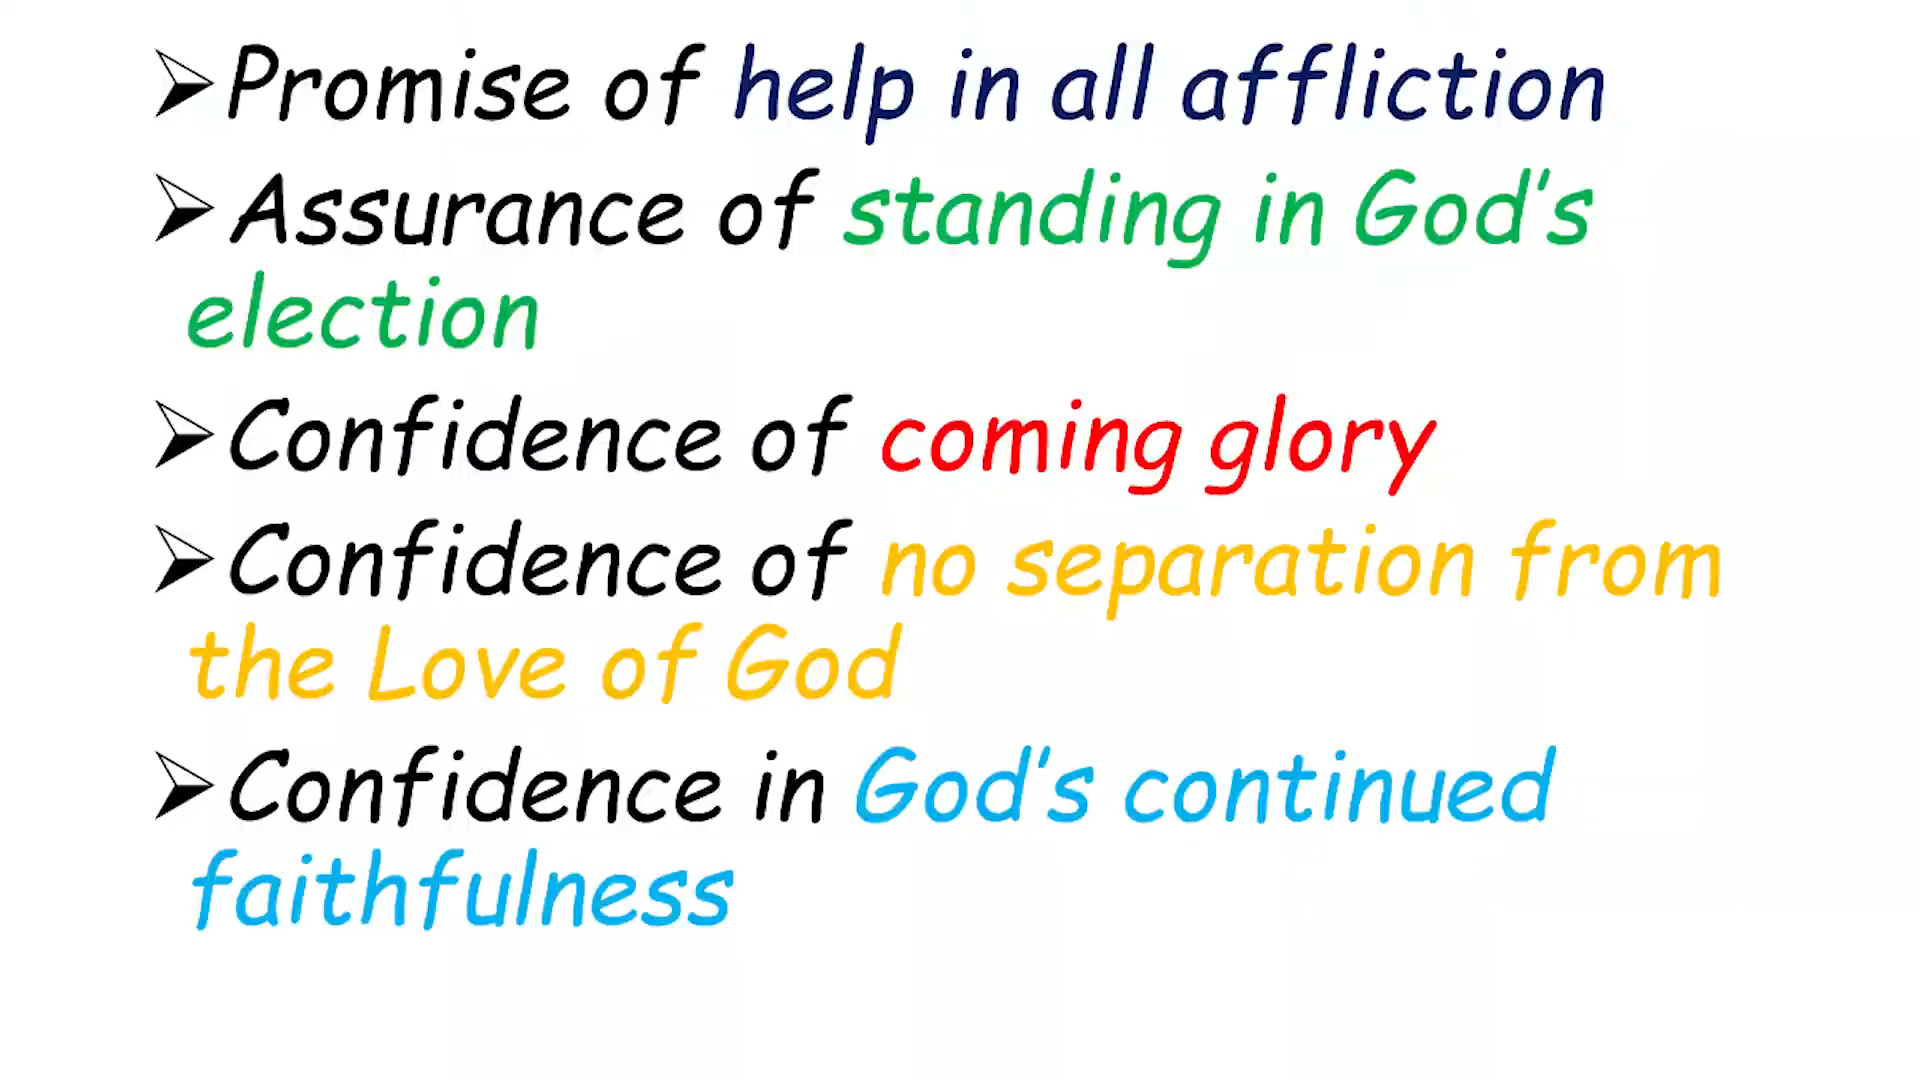 ➢Promise of help in all affliction
➢Assurance of standing in God’s
election
➢Confidence of coming glory
➢Confidence of no separation from
the Love of God
➢Confidence in God’s continued
faithfulness